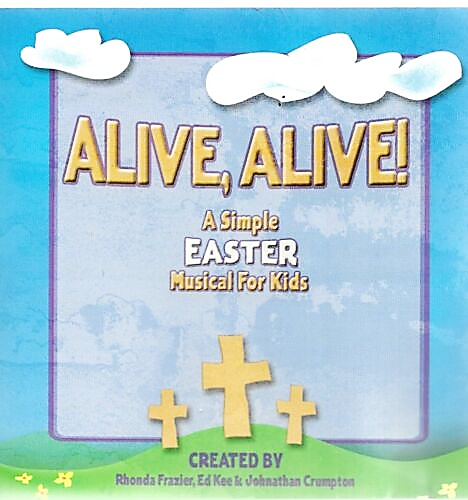 ALIVE, ALIVE!
A Simple
EASTER
Musical For Kids
CREATED BY
Rhonda Frazier, Ed Kee & Johnathan Crumpton